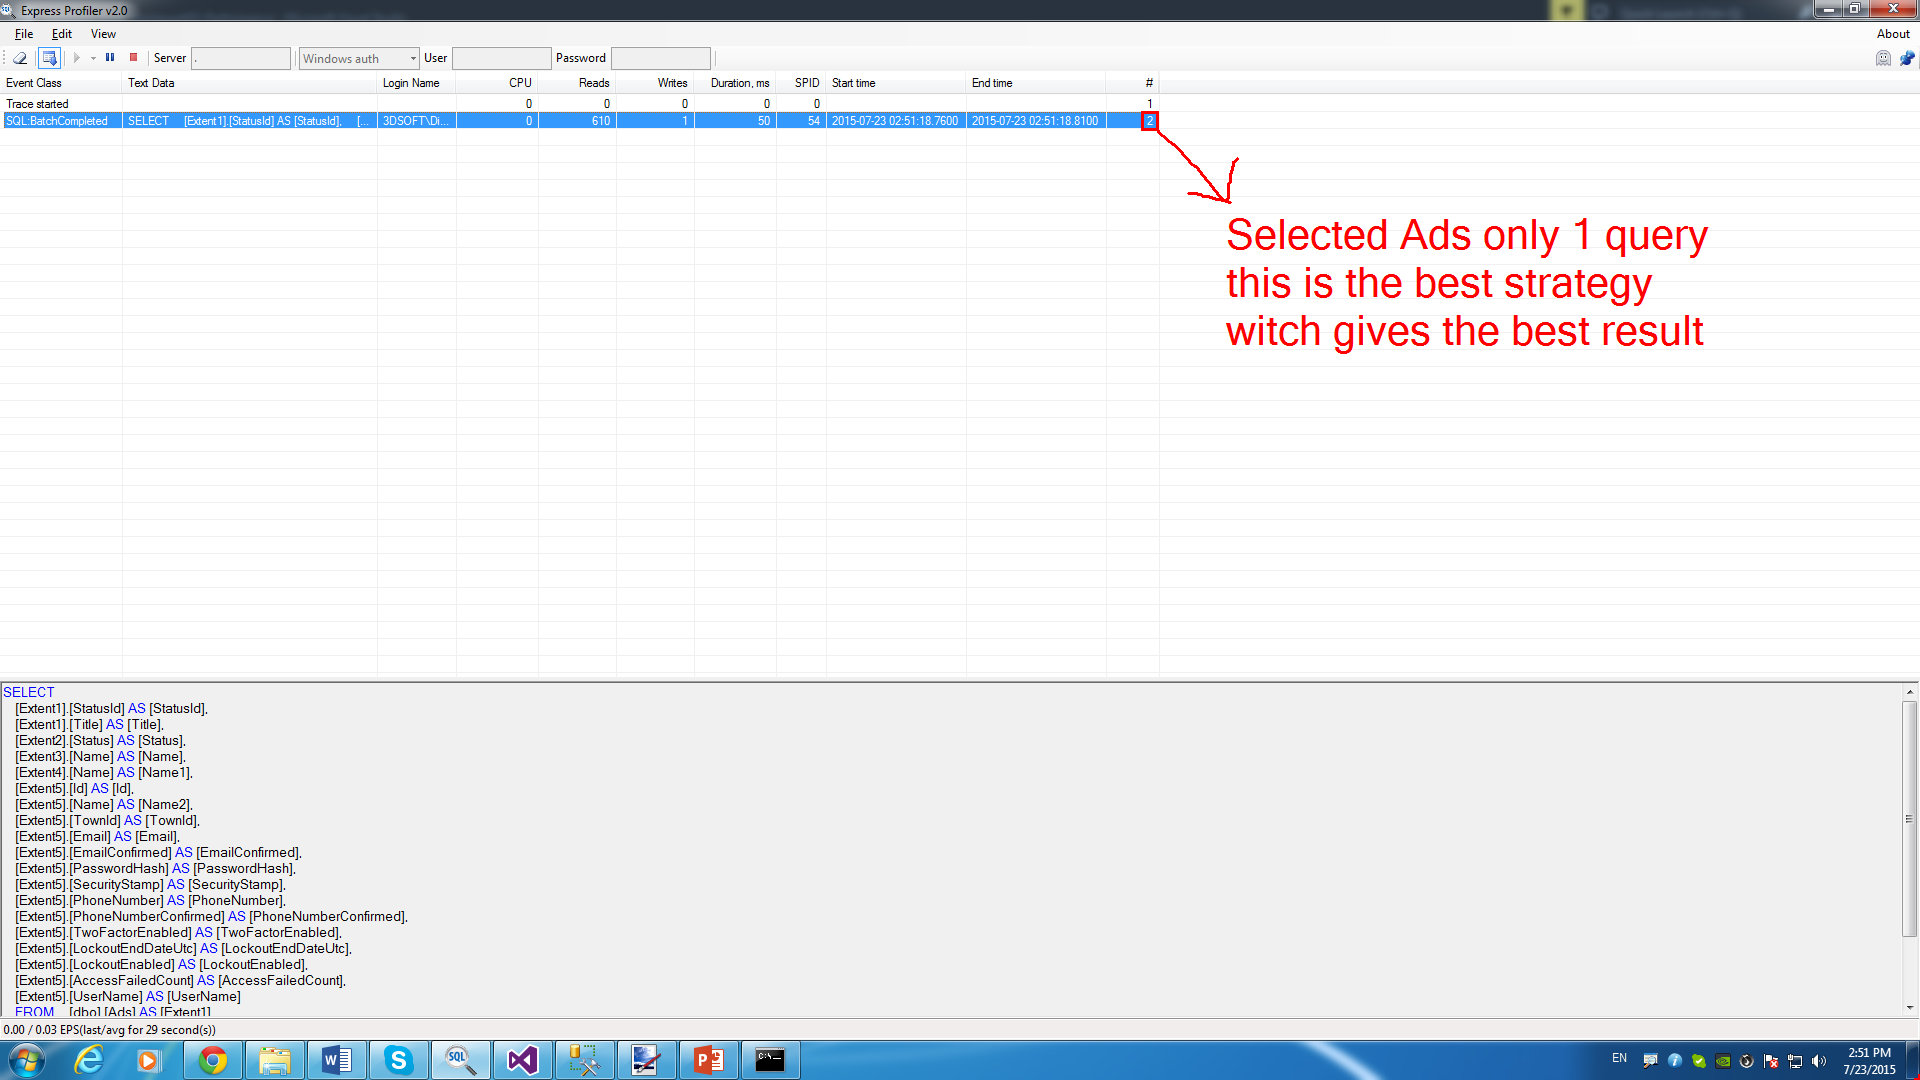 Express Profiler v2.0
File Edit View About
Server . Windows auth User Password
Event Class Text Data Login Name CPU Reads Writes Duration, ms SPID Start time End time #
Trace started 0 0 0 0 0 1
SQL:BatchCompleted SELECT [Extent1].[StatusId] AS [StatusId], [... 3DSOFT\Di... 0 610 1 50 54 2015-07-23 02:51:18.7600 2015-07-23 02:51:18.8100 2
Selected Ads only 1 query
this is the best strategy
witch gives the best result
SELECT
[Extent1].[StatusId] AS [StatusId],
[Extent1].[Title] AS [Title],
[Extent2].[Status] AS [Status],
[Extent3].[Name] AS [Name],
[Extent4].[Name] AS [Name1],
[Extent5].[Id] AS [Id],
[Extent5].[Name] AS [Name2],
[Extent5].[TownId] AS [TownId],
[Extent5].[Email] AS [Email],
[Extent5].[EmailConfirmed] AS [EmailConfirmed],
[Extent5].[PasswordHash] AS [PasswordHash],
[Extent5].[SecurityStamp] AS [SecurityStamp],
[Extent5].[PhoneNumber] AS [PhoneNumber],
[Extent5].[PhoneNumberConfirmed] AS [PhoneNumberConfirmed],
[Extent5].[TwoFactorEnabled] AS [TwoFactorEnabled],
[Extent5].[LockoutEndDateUtc] AS [LockoutEndDateUtc],
[Extent5].[LockoutEnabled] AS [LockoutEnabled],
[Extent5].[AccessFailedCount] AS [AccessFailedCount],
[Extent5].[UserName] AS [UserName]
FROM [dbo].[Ads] AS [Extent1]
0.00 / 0.03 EPS(last/avg for 29 second(s))
SQL
C:\_
EN
2:51 PM
7/23/2015